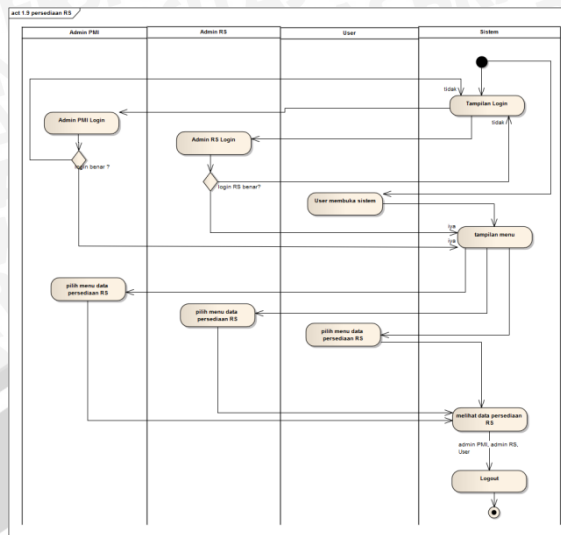 act 1.9 persediaan RS
Admin PMI
Admin RS
User
Sistem
tidak
Tampilan Login
Admin PMI Login
tidak
Admin RS Login
login benar ?
login RS benar?
User membuka sistem
iya
tampilan menu
iya
pilih menu data
persediaan RS
pilih menu data
persediaan RS
pilih menu data
persediaan RS
melihat data persediaan
RS
admin PMI, admin RS,
User
Logout